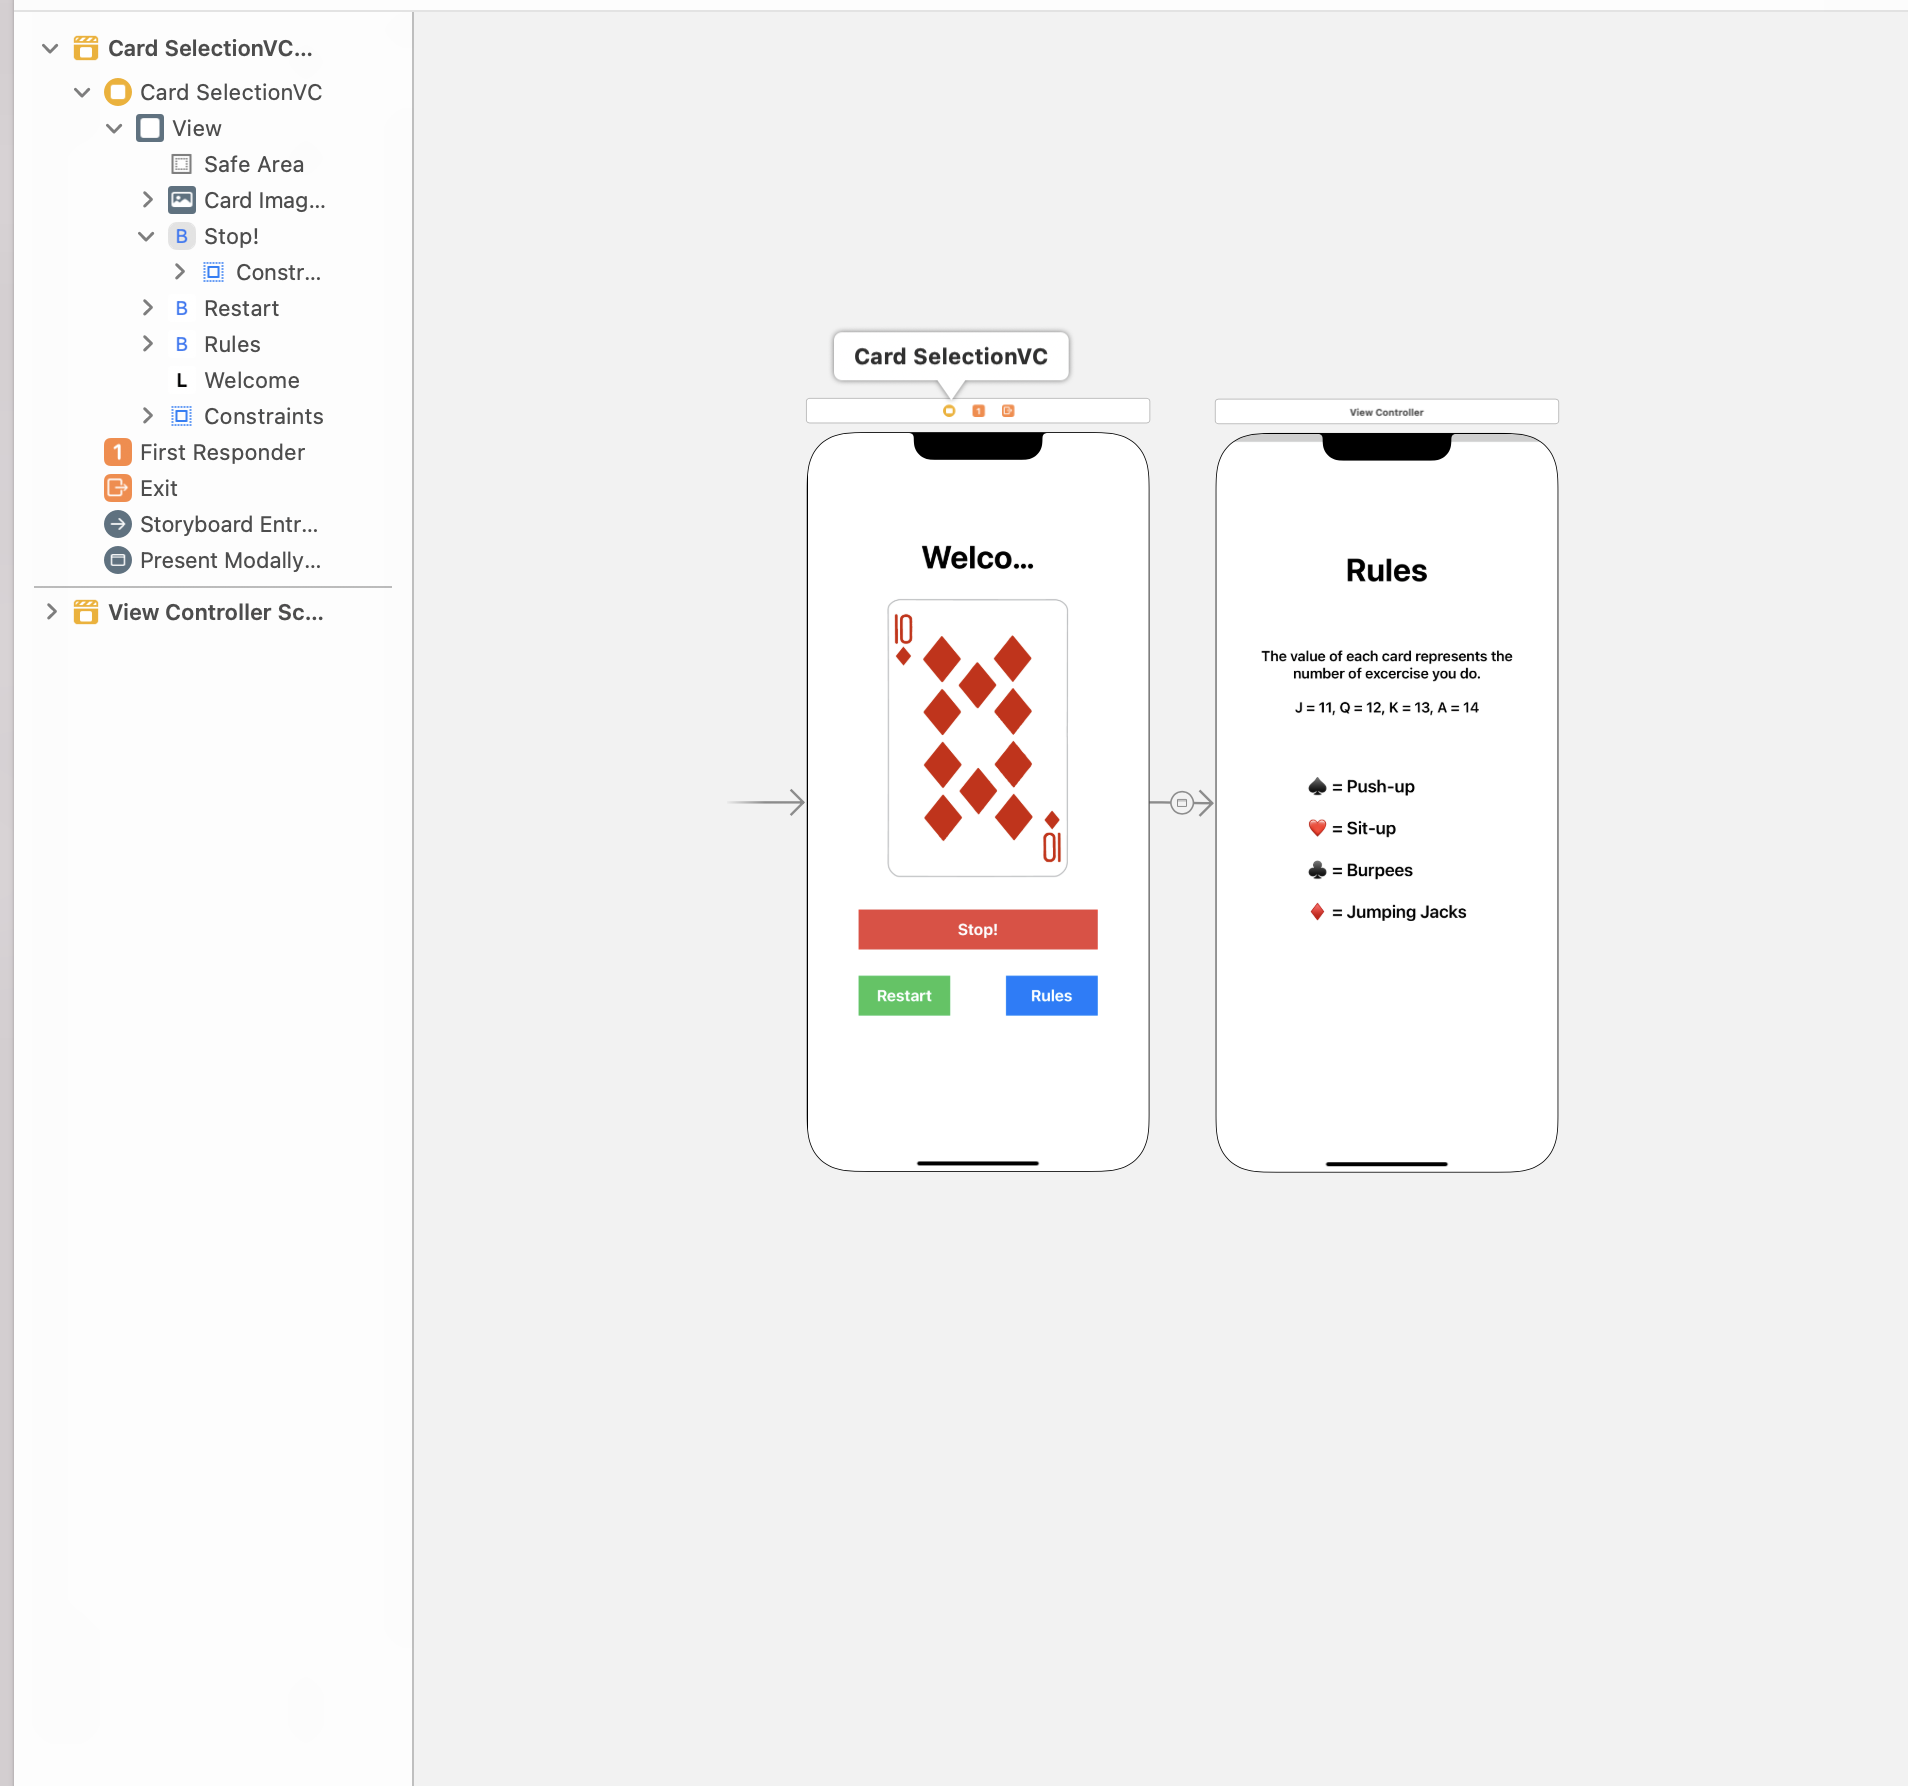 Card SelectionVC...
Card SelectionVC
View
Safe Area
Card Imag...
B Stop!
Constr...
B Restart
B Rules
L Welcome
Constraints
1 First Responder
Exit
Storyboard Entr...
Present Modally...
View Controller Sc...
Card SelectionVC
1
Welco...
10
10
Stop!
Restart
Rules
View Controller
Rules
The value of each card represents the
number of excercise you do.
J = 11, Q = 12, K = 13, A = 14
♠️ = Push-up
❤️ = Sit-up
♣️ = Burpees
♦️ = Jumping Jacks